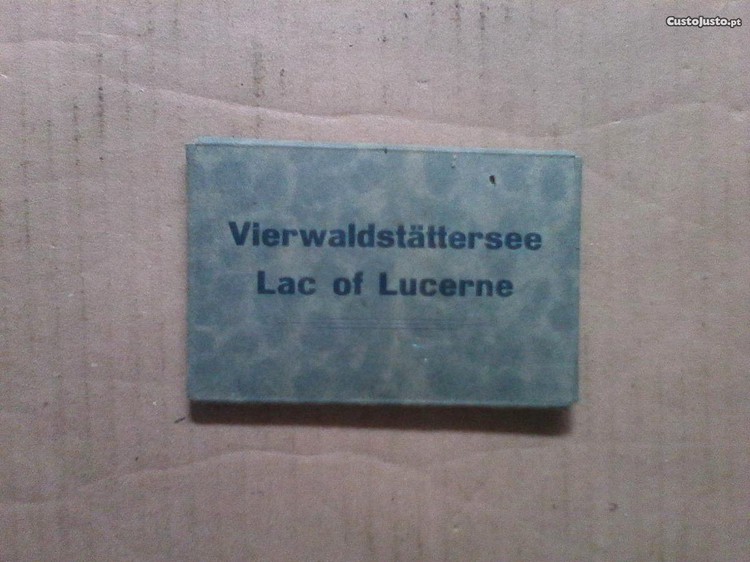 CustoJusto.pt
Vierwaldstättersee
Lac of Lucerne